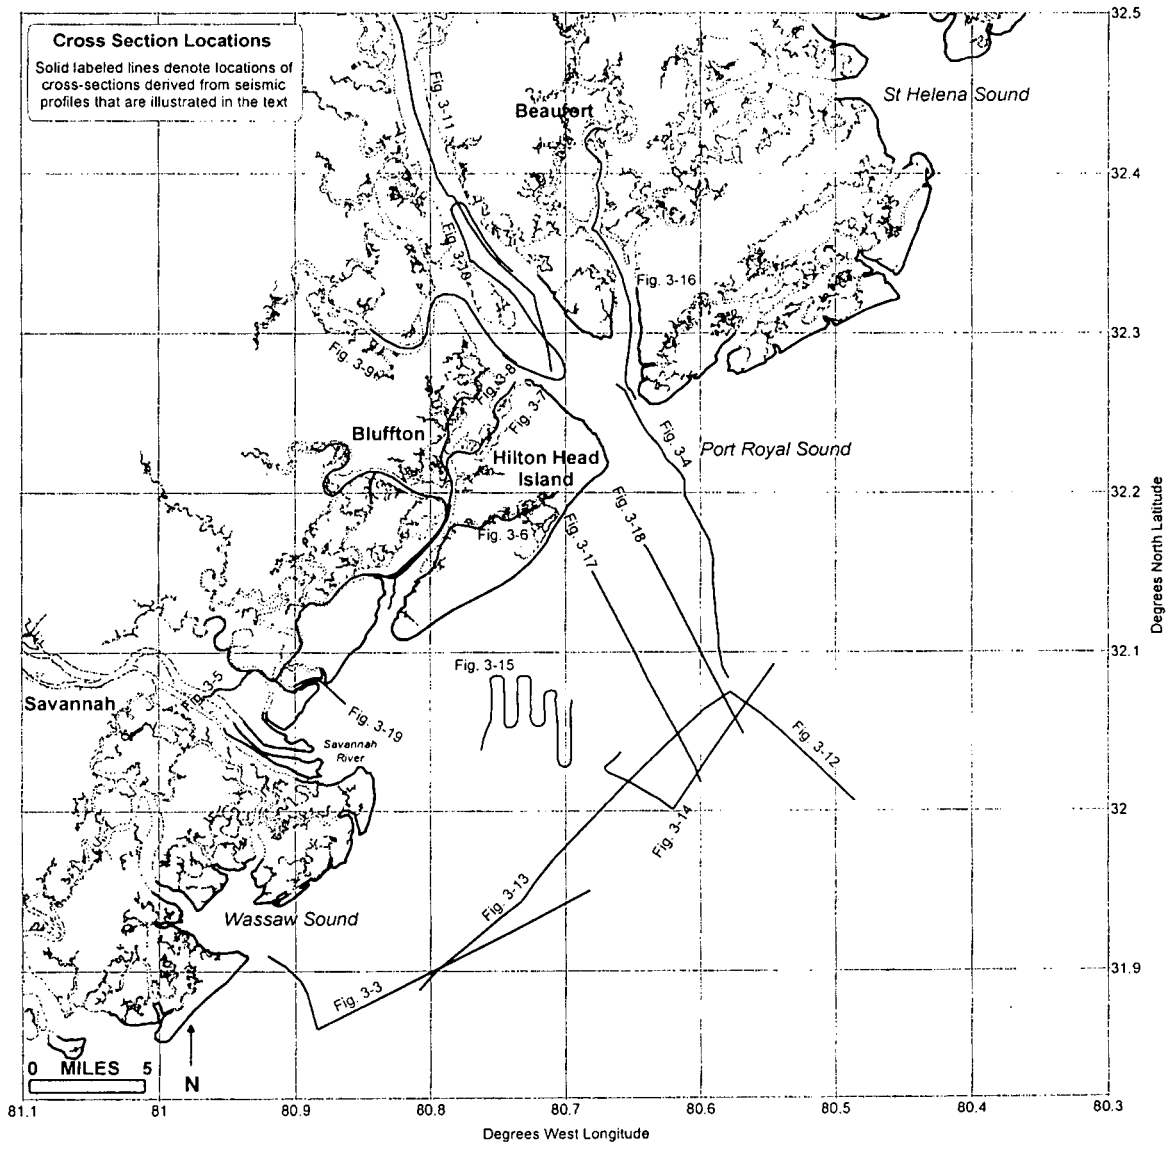 Cross Section Locations
Solid labeled lines denote locations of
cross-sections derived from seismic
profiles that are illustrated in the text
32.5
St Helena Sound
Fig. 3-11
Beaufort
32.4
Fig. 3-10
Fig. 3-16
32.3
Fig. 3-9
Fig. 3-8
Fig. 3-7
Bluffton
Fig. 3-4
Port Royal Sound
Hilton Head
Island
32.2
Fig. 3-18
Fig. 3-6
Fig. 3-17
Degrees North Latitude
32.1
Fig. 3-15
Fig. 3-5
Savannah
Fig. 3-19
Savannah
River
Fig. 3-12
32
Fig. 3-14
Fig. 3-13
Wassaw Sound
31.9
Fig. 3-3
0 MILES 5
N
81.1 81 80.9 80.8 80.7 80.6 80.5 80.4 80.3
Degrees West Longitude